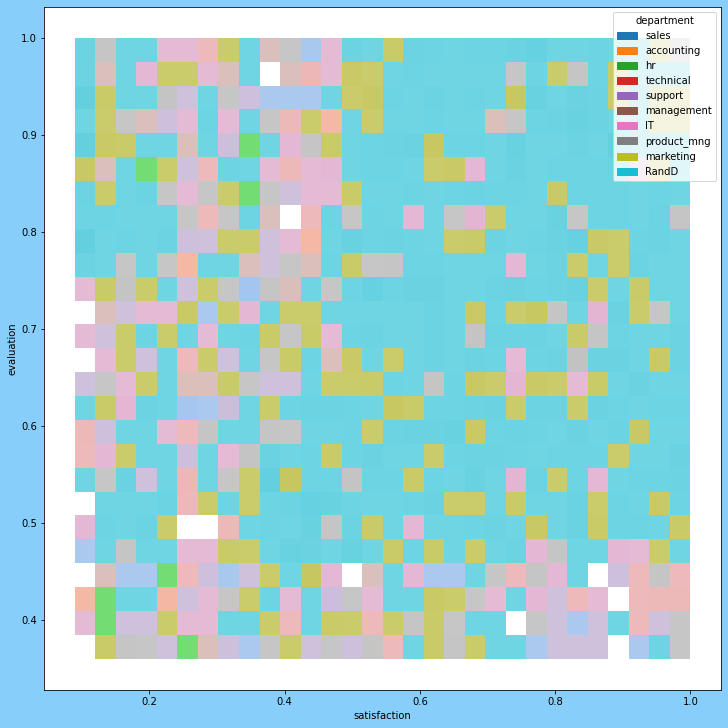 department
sales
accounting
hr
technical
support
management
IT
product_mng
marketing
RandD
1.0
0.9
0.8
0.7
0.6
0.5
0.4
evaluation
0.2 0.4 0.6 0.8 1.0
satisfaction